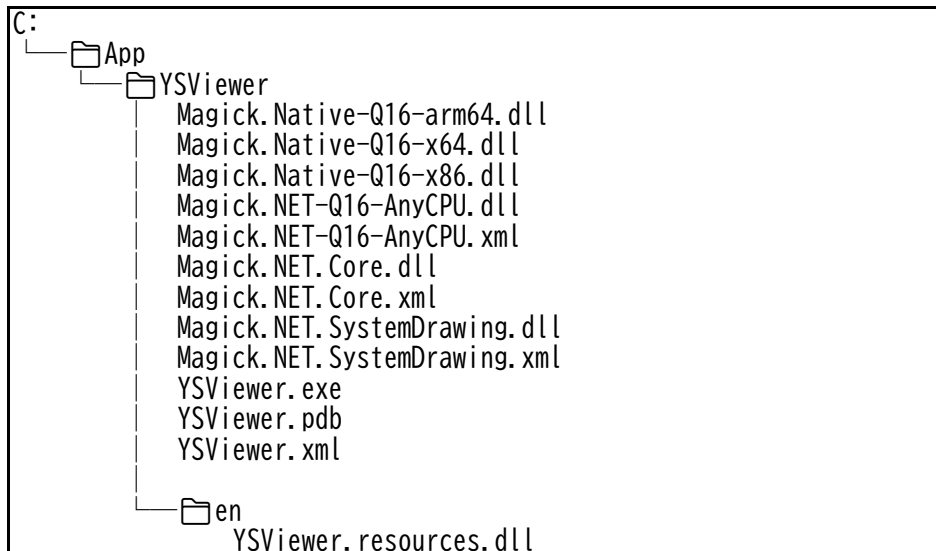 C:
App
YSViewer
Magick.Native-Q16-arm64.dll
Magick.Native-Q16-x64.dll
Magick.Native-Q16-x86.dll
Magick.NET-Q16-AnyCPU.dll
Magick.NET-Q16-AnyCPU.xml
Magick.NET.Core.dll
Magick.NET.Core.xml
Magick.NET.SystemDrawing.dll
Magick.NET.SystemDrawing.xml
YSViewer.exe
YSViewer.pdb
YSViewer.xml
en
YSViewer.resources.dll